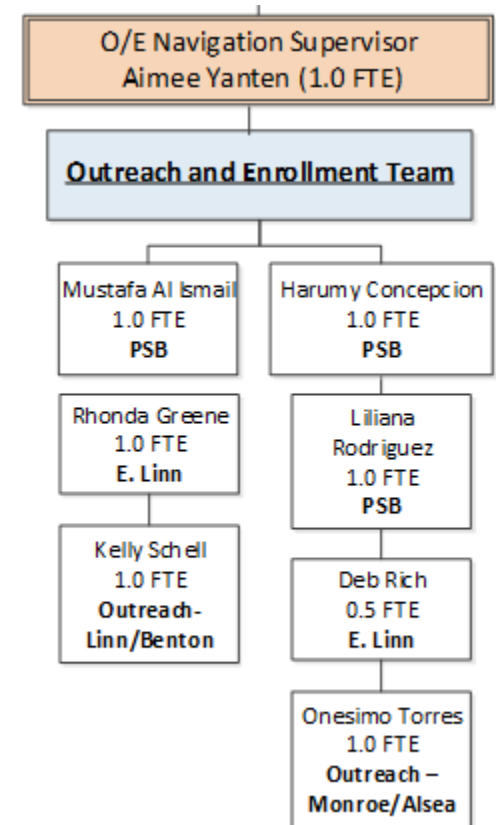 O/E Navigation Supervisor
Aimee Yanten (1.0 FTE)
Outreach and Enrollment Team
Mustafa Al Ismail
1.0 FTE
PSB
Rhonda Greene
1.0 FTE
E. Linn
Kelly Schell
1.0 FTE
Outreach-
Linn/Benton
Harumy Concepcion
1.0 FTE
PSB
Liliana
Rodriguez
1.0 FTE
PSB
Deb Rich
0.5 FTE
E. Linn
Onesimo Torres
1.0 FTE
Outreach –
Monroe/Alsea